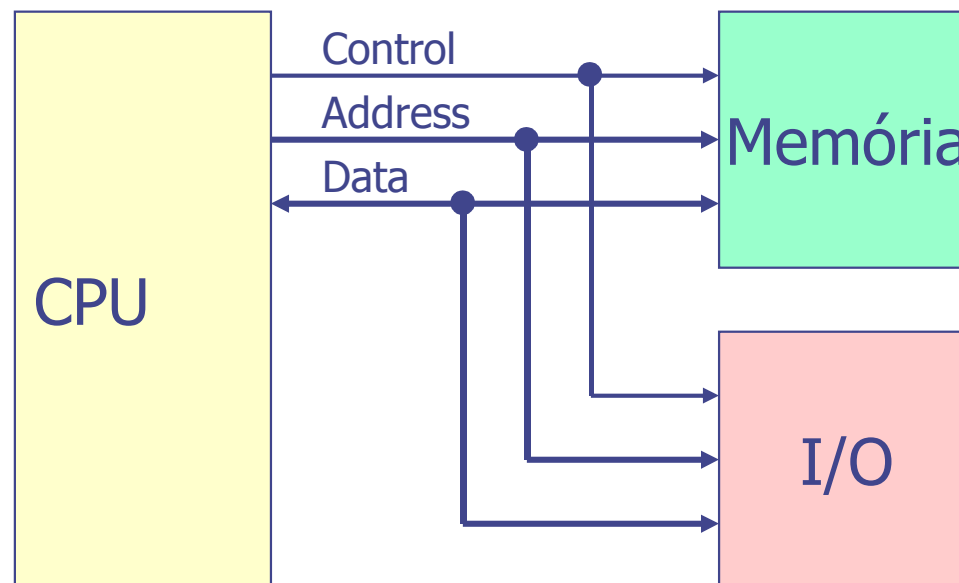 Control
Address
Data
CPU
Memória
I/O